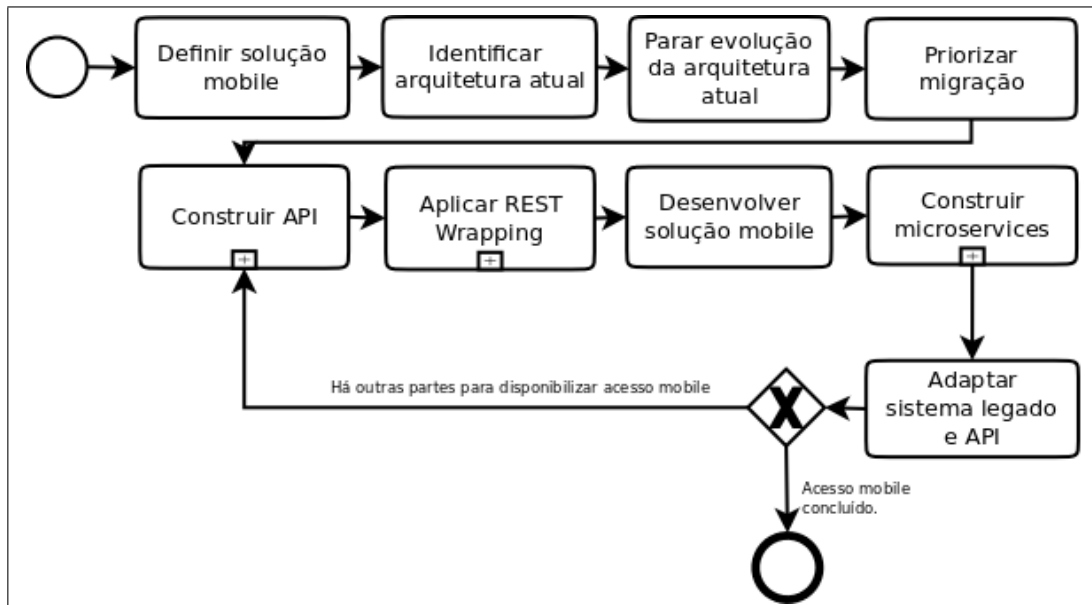 Definir solução
mobile
Identificar
arquitetura atual
Parar evolução
da arquitetura
atual
Priorizar
migração
Construir API
Aplicar REST
Wrapping
Desenvolver
solução mobile
Construir
microservices
Adaptar
sistema legado
e API
Há outras partes para disponibilizar acesso mobile
Acesso mobile
concluído.